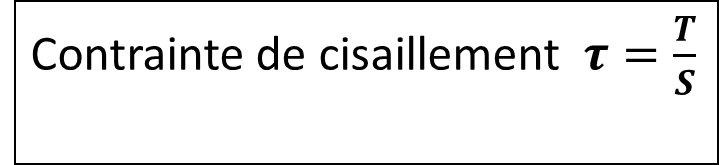 Contrainte de cisaillement τ = T/S